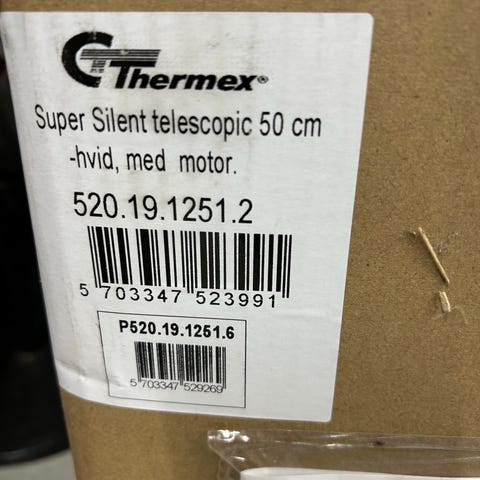 Thermex®
Super Silent telescopic 50 cm
-hvid, med motor.
520.19.1251.2
5 703347 523991
P520.19.1251.6
5 703347 529269